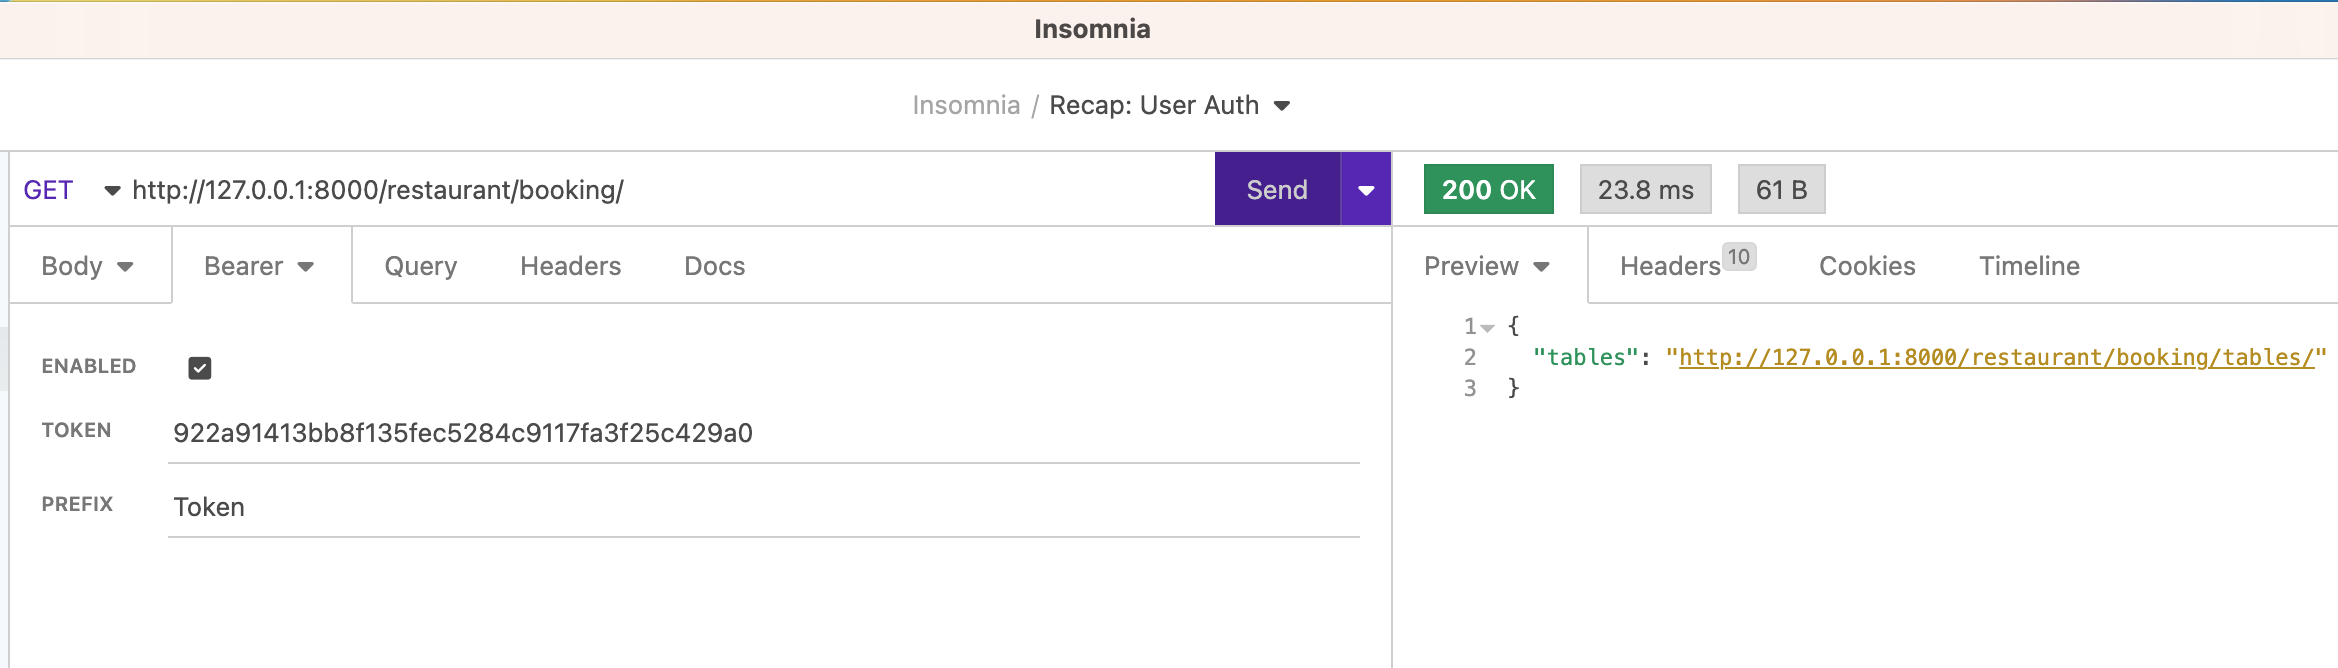 Insomnia
Insomnia / Recap: User Auth
GET http://127.0.0.1:8000/restaurant/booking/ Send 200 OK 23.8 ms 61 B
Body Bearer Query Headers Docs
Preview Headers 10 Cookies Timeline
ENABLED
TOKEN 922a91413bb8f135fec5284c9117fa3f25c429a0
PREFIX Token
1 {
2 "tables": "http://127.0.0.1:8000/restaurant/booking/tables/"
3 }